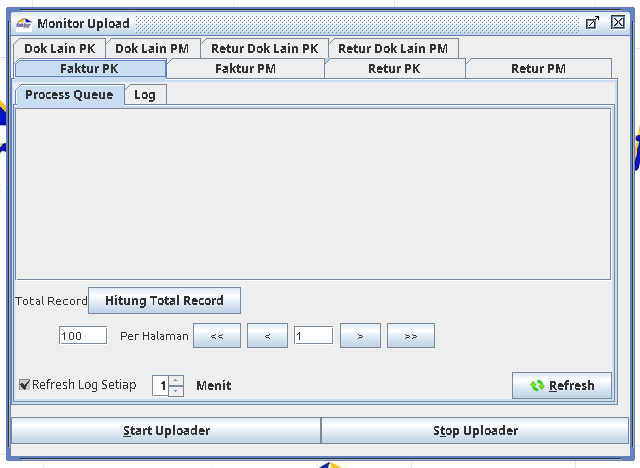 Monitor Upload
Dok Lain PK Dok Lain PM Retur Dok Lain PK Retur Dok Lain PM
Faktur PK Faktur PM Retur PK Retur PM
Process Queue Log
Total Record Hitung Total Record
100 Per Halaman << < 1 > >>
Refresh Log Setiap 1 Menit Refresh
Start Uploader Stop Uploader